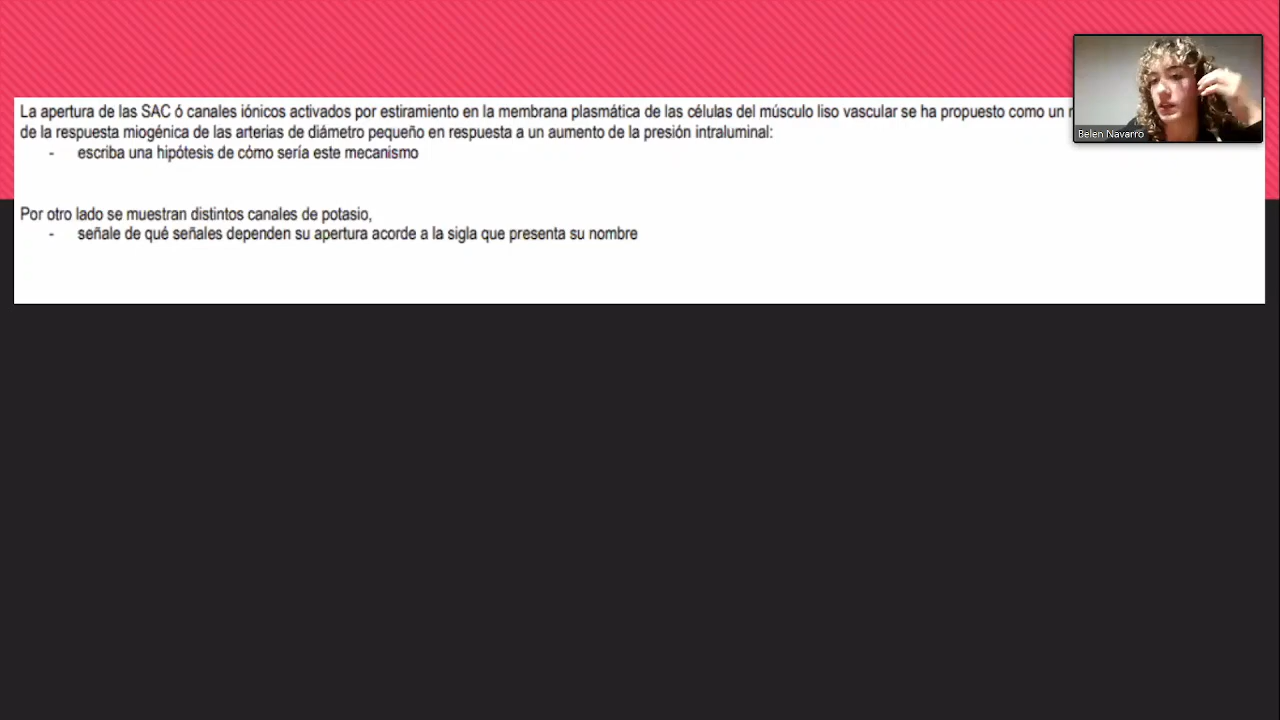 La apertura de las SAC ó canales iónicos activados por estiramiento en la membrana plasmática de las células del músculo liso vascular se ha propuesto como un
de la respuesta miogénica de las arterias de diámetro pequeño en respuesta a un aumento de la presión intraluminal:
- escriba una hipótesis de cómo sería este mecanismo
Por otro lado se muestran distintos canales de potasio,
- señale de qué señales dependen su apertura acorde a la sigla que presenta su nombre
Belen Navarro